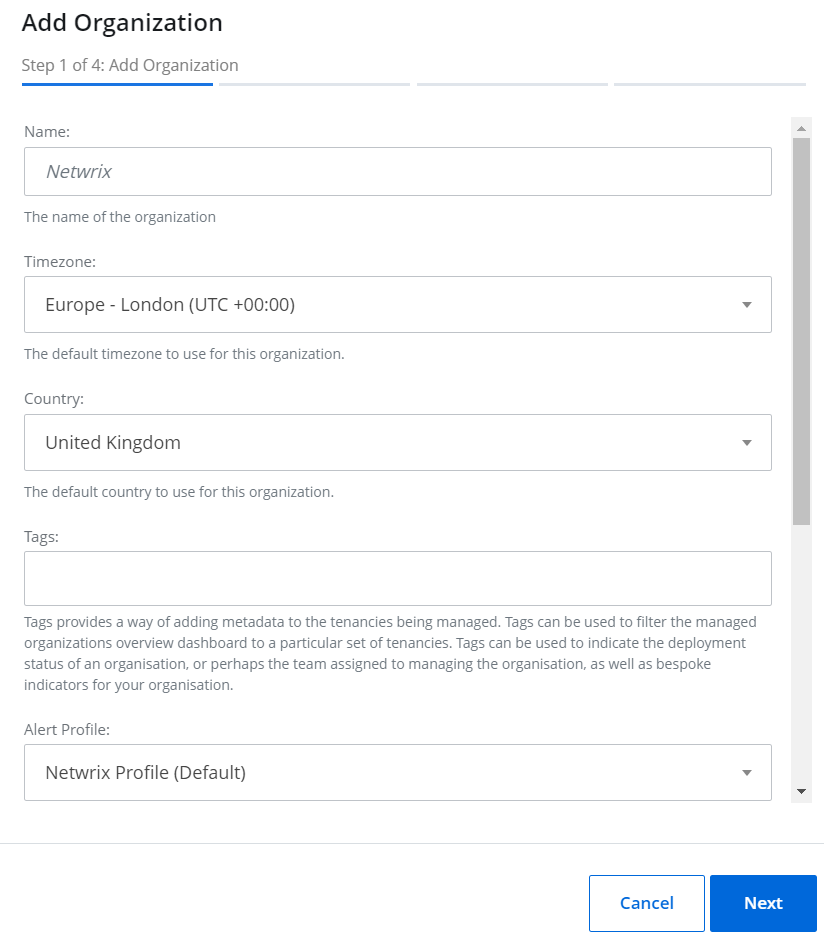 Add Organization
Step 1 of 4: Add Organization
Name:
Netwrix
The name of the organization
Timezone:
Europe - London (UTC +00:00)
The default timezone to use for this organization.
Country:
United Kingdom
The default country to use for this organization.
Tags:
Tags provides a way of adding metadata to the tenancies being managed. Tags can be used to filter the managed
organizations overview dashboard to a particular set of tenancies. Tags can be used to indicate the deployment
status of an organisation, or perhaps the team assigned to managing the organisation, as well as bespoke
indicators for your organisation.
Alert Profile:
Netwrix Profile (Default)
Cancel
Next